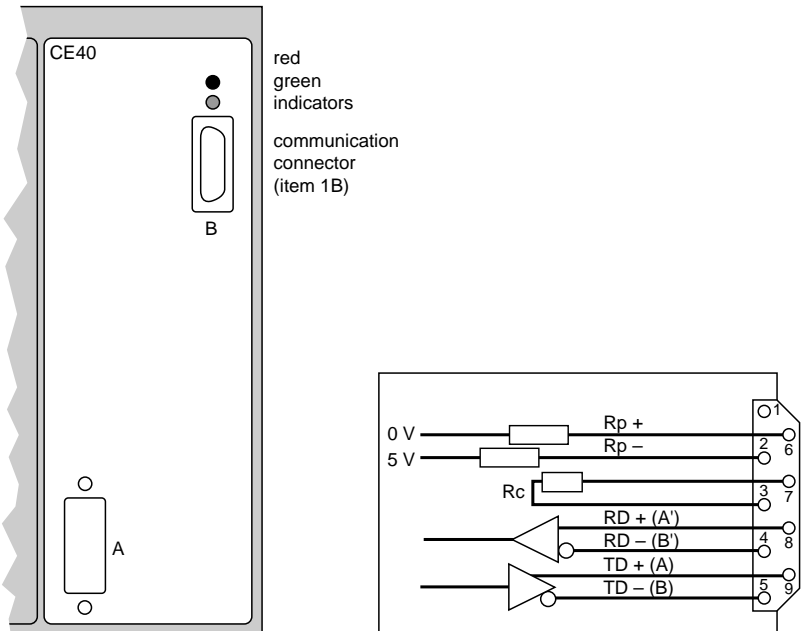 CE40
red
green
indicators
communication
connector
(item 1B)
B
A
1
0 V
Rp +
6
5 V
Rp –
2
Rc
7
3
RD + (A')
8
RD – (B')
4
TD + (A)
9
TD – (B)
5